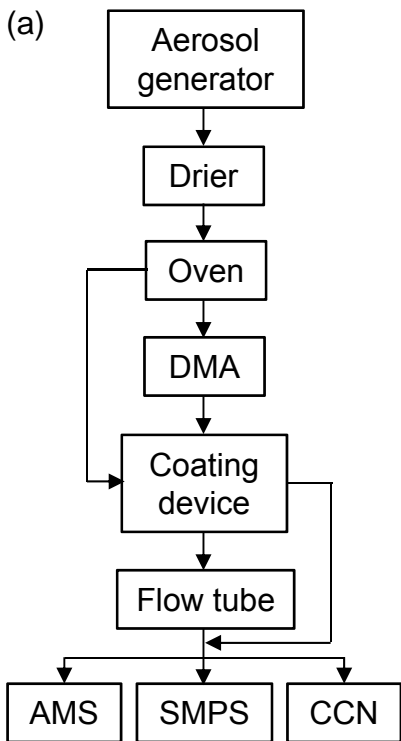 (a)
Aerosol
generator
Drier
Oven
DMA
Coating
device
Flow tube
AMS SMPS CCN